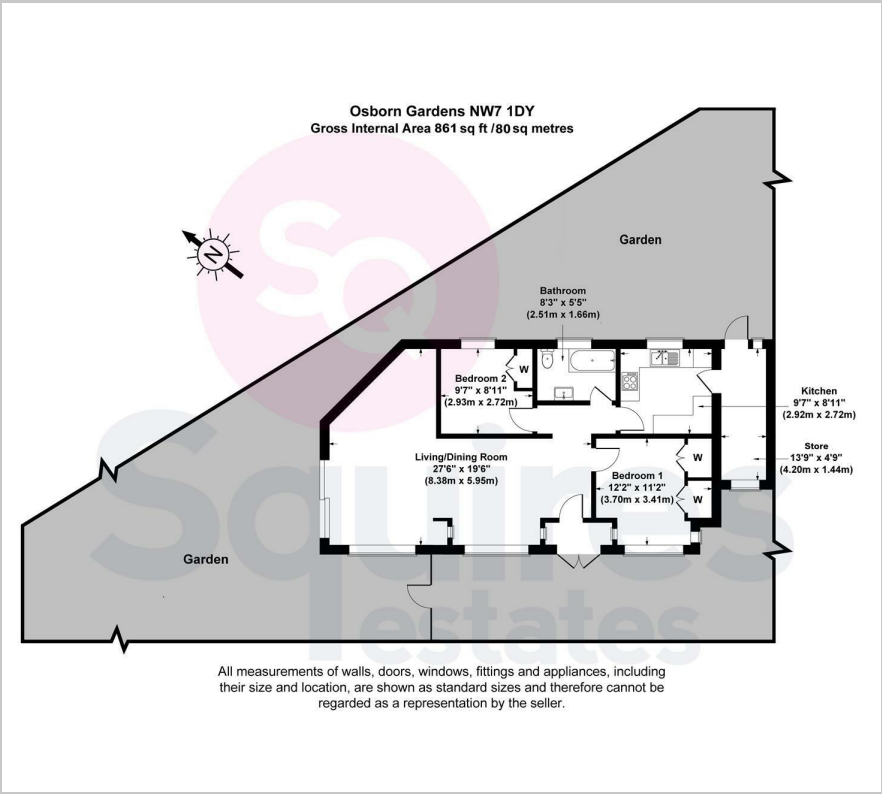 Osborn Gardens NW7 1DY
Gross Internal Area 861 sq ft /80 sq metres
SQ
N
Garden
Bathroom
8'3" x 5'5"
(2.51m x 1.66m)
Bedroom 2
9'7" x 8'11"
(2.93m x 2.72m)
W
Kitchen
9'7" x 8'11"
(2.92m x 2.72m)
Store
13'9" x 4'9"
(4.20m x 1.44m)
Living/Dining Room
27'6" x 19'6"
(8.38m x 5.95m)
Bedroom 1
12'2" x 11'2"
(3.70m x 3.41m)
W
W
Garden
Squires
estates
All measurements of walls, doors, windows, fittings and appliances, including
their size and location, are shown as standard sizes and therefore cannot be
regarded as a representation by the seller.